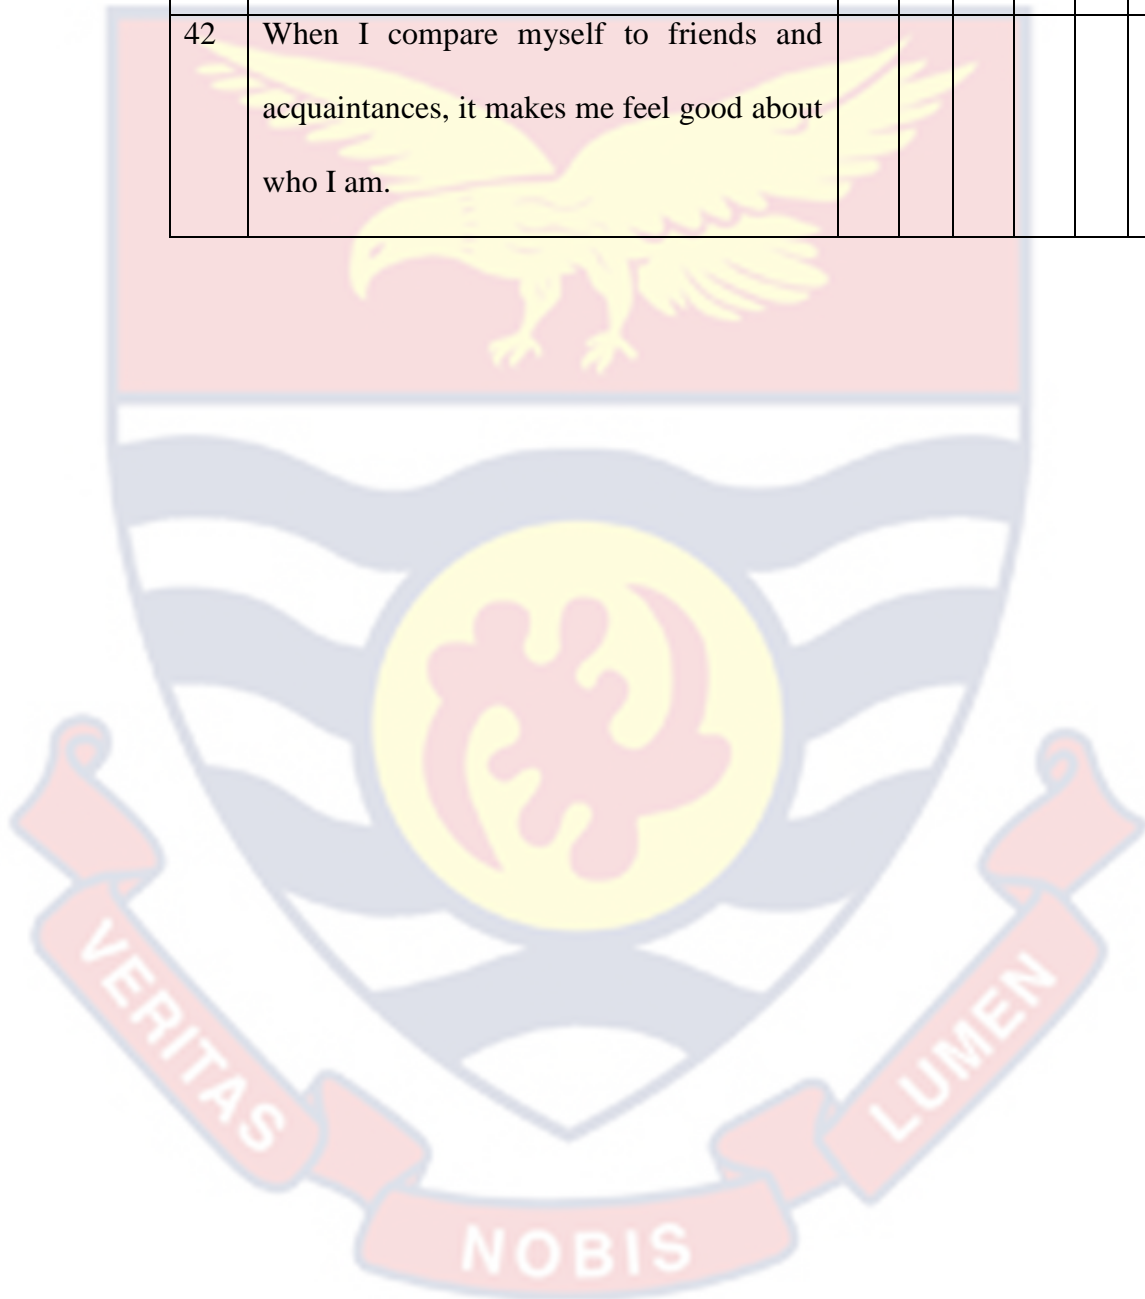 42 When I compare myself to friends and
acquaintances, it makes me feel good about
who I am.
VERITAS
NOBIS
LUMEN